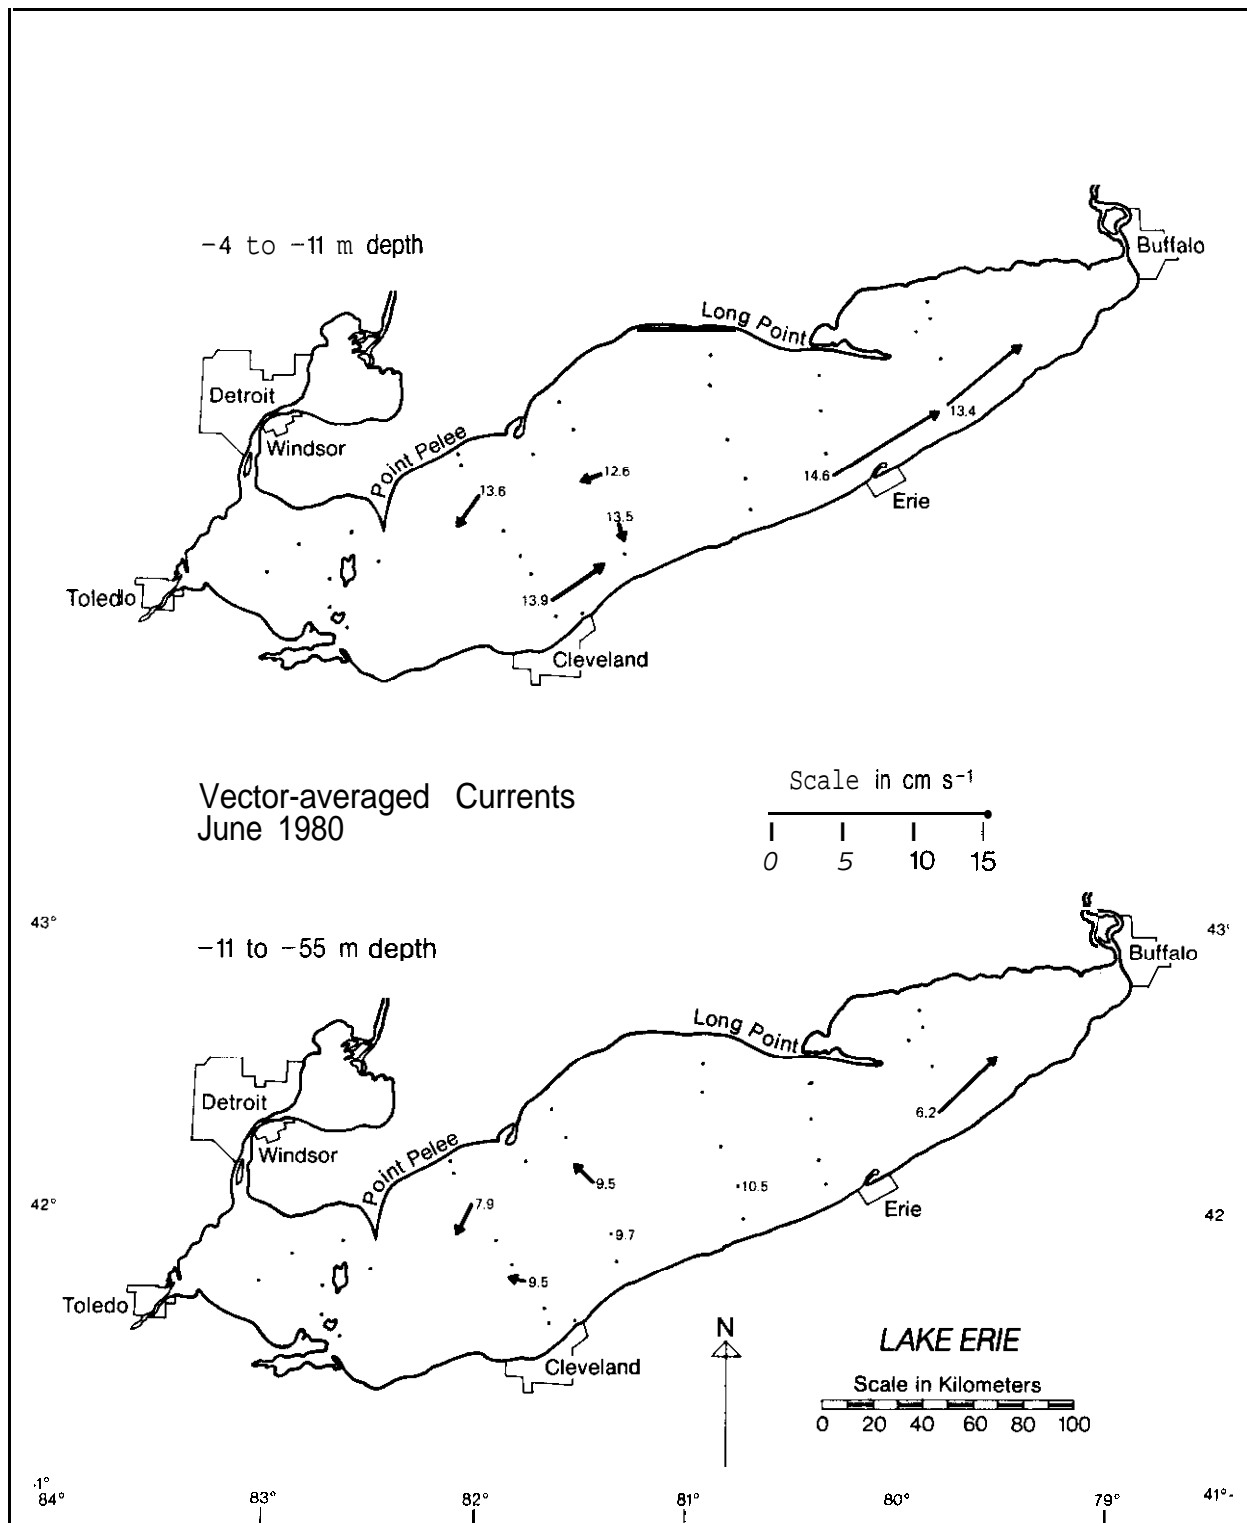 −4 to −11 m depth
Buffalo
Long Point
Detroit
Windsor
Point Pelee
13.4
12.6
14.6
13.6
Erie
13.5
Toledo
13.9
Cleveland
Vector-averaged Currents
June 1980
Scale in cm s⁻¹
0 5 10 15
43°
43'
−11 to −55 m depth
Buffalo
Long Point
Detroit
6.2
Windsor
Point Pelee
9.5
10.5
42°
7.9
Erie
42
9.7
9.5
Toledo
Cleveland
N
LAKE ERIE
Scale in Kilometers
0 20 40 60 80 100
1°
84° 83° 82° 81° 80° 79° 41°